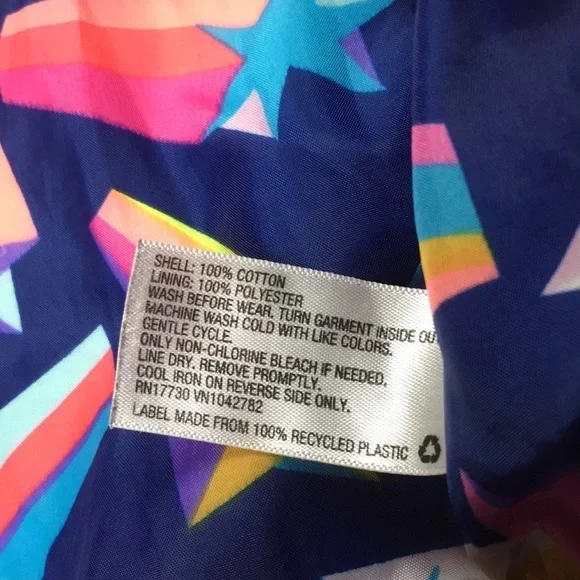 SHELL: 100% COTTON
LINING: 100% POLYESTER
WASH BEFORE WEAR, TURN GARMENT INSIDE OU
MACHINE WASH COLD WITH LIKE COLORS.
GENTLE CYCLE.
ONLY NON-CHLORINE BLEACH IF NEEDED,
LINE DRY. REMOVE PROMPTLY.
COOL IRON ON REVERSE SIDE ONLY.
RN17730 VN1042782
LABEL MADE FROM 100% RECYCLED PLASTIC